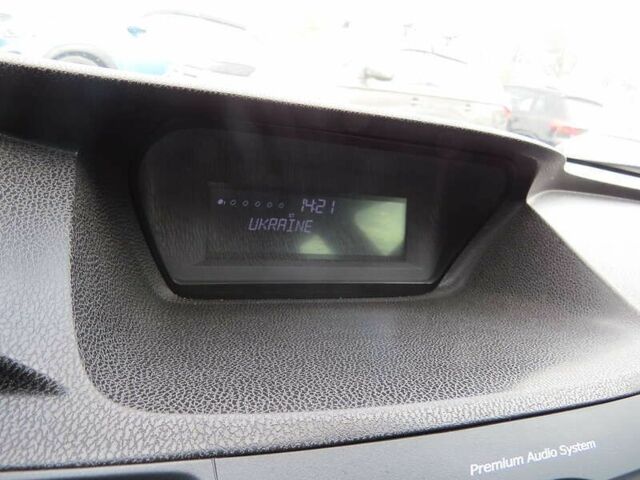 14:21
UKRAINE
Premium Audio System